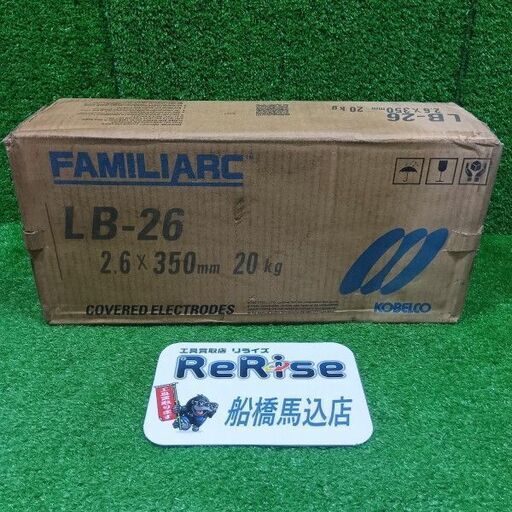 LB-26
2.6×350mm 20kg
FAMILIARC
LB-26
2.6×350mm 20kg
COVERED ELECTRODES
KOBELCO
工具買取店 リライズ
ReRise
船橋馬込店